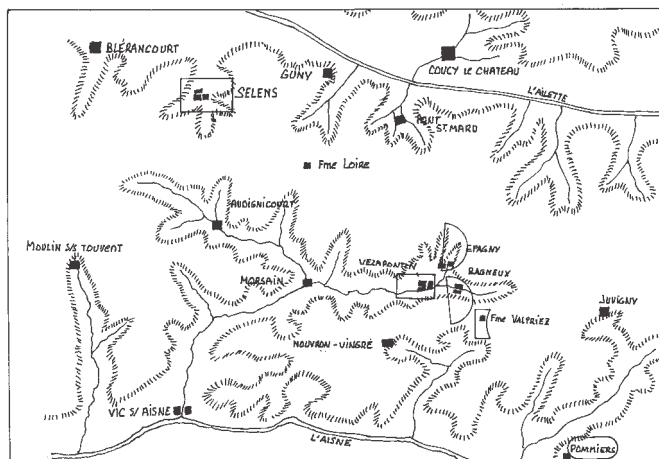 BLÉRANCOURT
SELENS
GUNY
COUCY LE CHATEAU
L'AILETTE
PONT
ST. MARD
FME LOIRE
AUDIGNICOURT
MOULIN S/S TOUVENT
MORSAIN
VEZAPONIEN
EPAGNY
BAGNEUX
FME VALPRIEZ
JUVIGNY
NOUVRON-VINGRÉ
VIC S/ AISNE
L'AISNE
POMMIERS